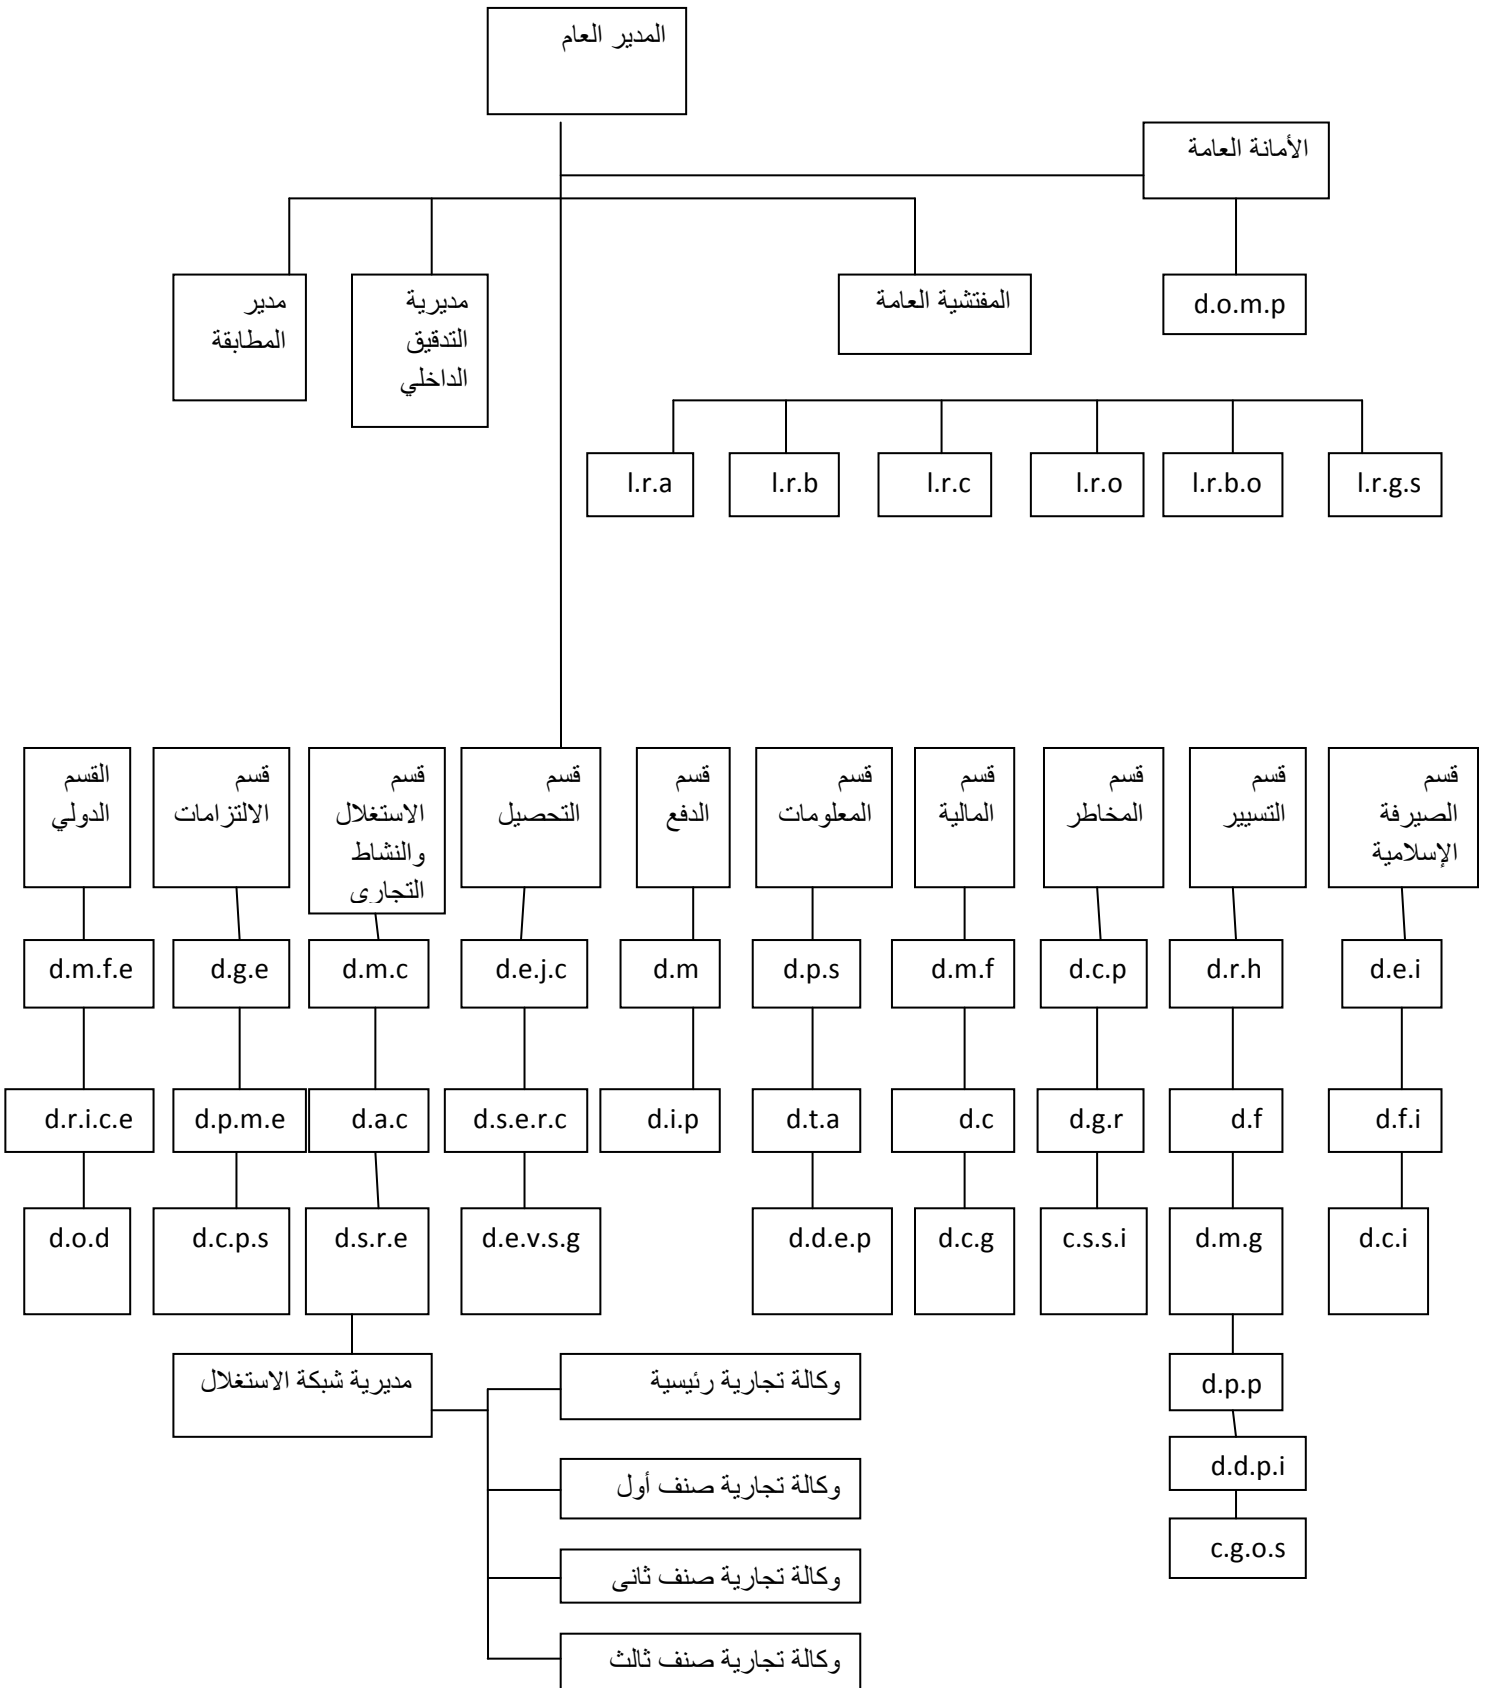 المدير العام
الأمانة العامة
المفتشية العامة
مديرية
التدقيق
الداخلي
مدير
المطابقة
d.o.m.p
l.r.a
l.r.b
l.r.c
l.r.o
l.r.b.o
l.r.g.s
قسم
الصيرفة
الإسلامية
قسم
التسيير
قسم
المخاطر
قسم
المالية
قسم
المعلومات
قسم
الدفع
قسم
التحصيل
قسم
الاستغلال
والنشاط
التجارى
قسم
الالتزامات
القسم
الدولي
d.m.f.e
d.g.e
d.m.c
d.e.j.c
d.m
d.p.s
d.m.f
d.c.p
d.r.h
d.e.i
d.r.i.c.e
d.p.m.e
d.a.c
d.s.e.r.c
d.i.p
d.t.a
d.c
d.g.r
d.f
d.f.i
d.o.d
d.c.p.s
d.s.r.e
d.e.v.s.g
d.d.e.p
d.c.g
c.s.s.i
d.m.g
d.c.i
مديرية شبكة الاستغلال
وكالة تجارية رئيسية
وكالة تجارية صنف أول
وكالة تجارية صنف ثانى
وكالة تجارية صنف ثالث
d.p.p
d.d.p.i
c.g.o.s